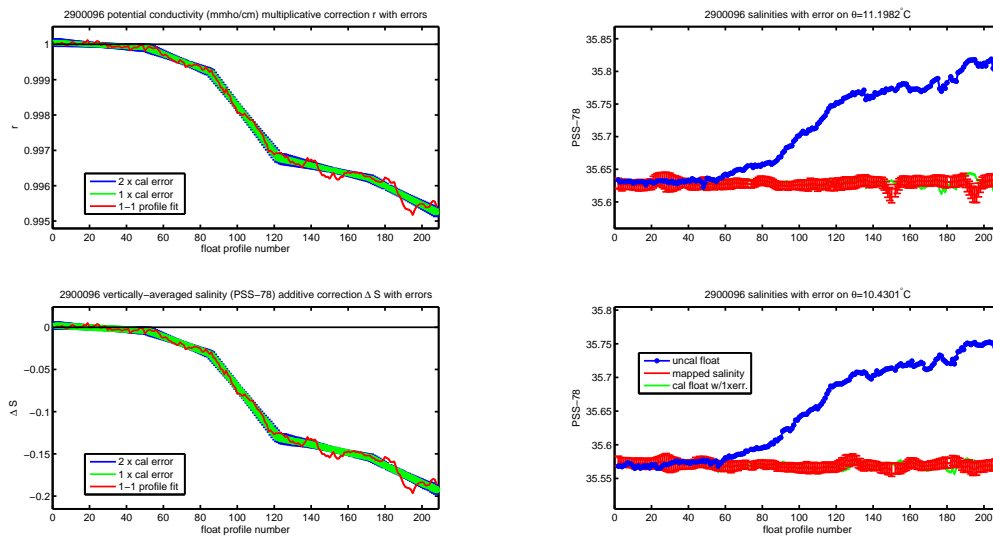 2900096 potential conductivity (mmho/cm) multiplicative correction r with errors
1
0.999
0.998
0.997
0.996
0.995
r
2 x cal error
1 x cal error
1−1 profile fit
0 20 40 60 80 100 120 140 160 180 200
float profile number
2900096 salinities with error on θ=11.1982°C
35.85
35.8
35.75
35.7
35.65
35.6
PSS−78
0 20 40 60 80 100 120 140 160 180 200
float profile number
2900096 vertically−averaged salinity (PSS−78) additive correction Δ S with errors
0
−0.05
−0.1
−0.15
−0.2
Δ S
2 x cal error
1 x cal error
1−1 profile fit
0 20 40 60 80 100 120 140 160 180 200
float profile number
2900096 salinities with error on θ=10.4301°C
35.8
35.75
35.7
35.65
35.6
35.55
PSS−78
uncal float
mapped salinity
cal float w/1xerr.
0 20 40 60 80 100 120 140 160 180 200
float profile number